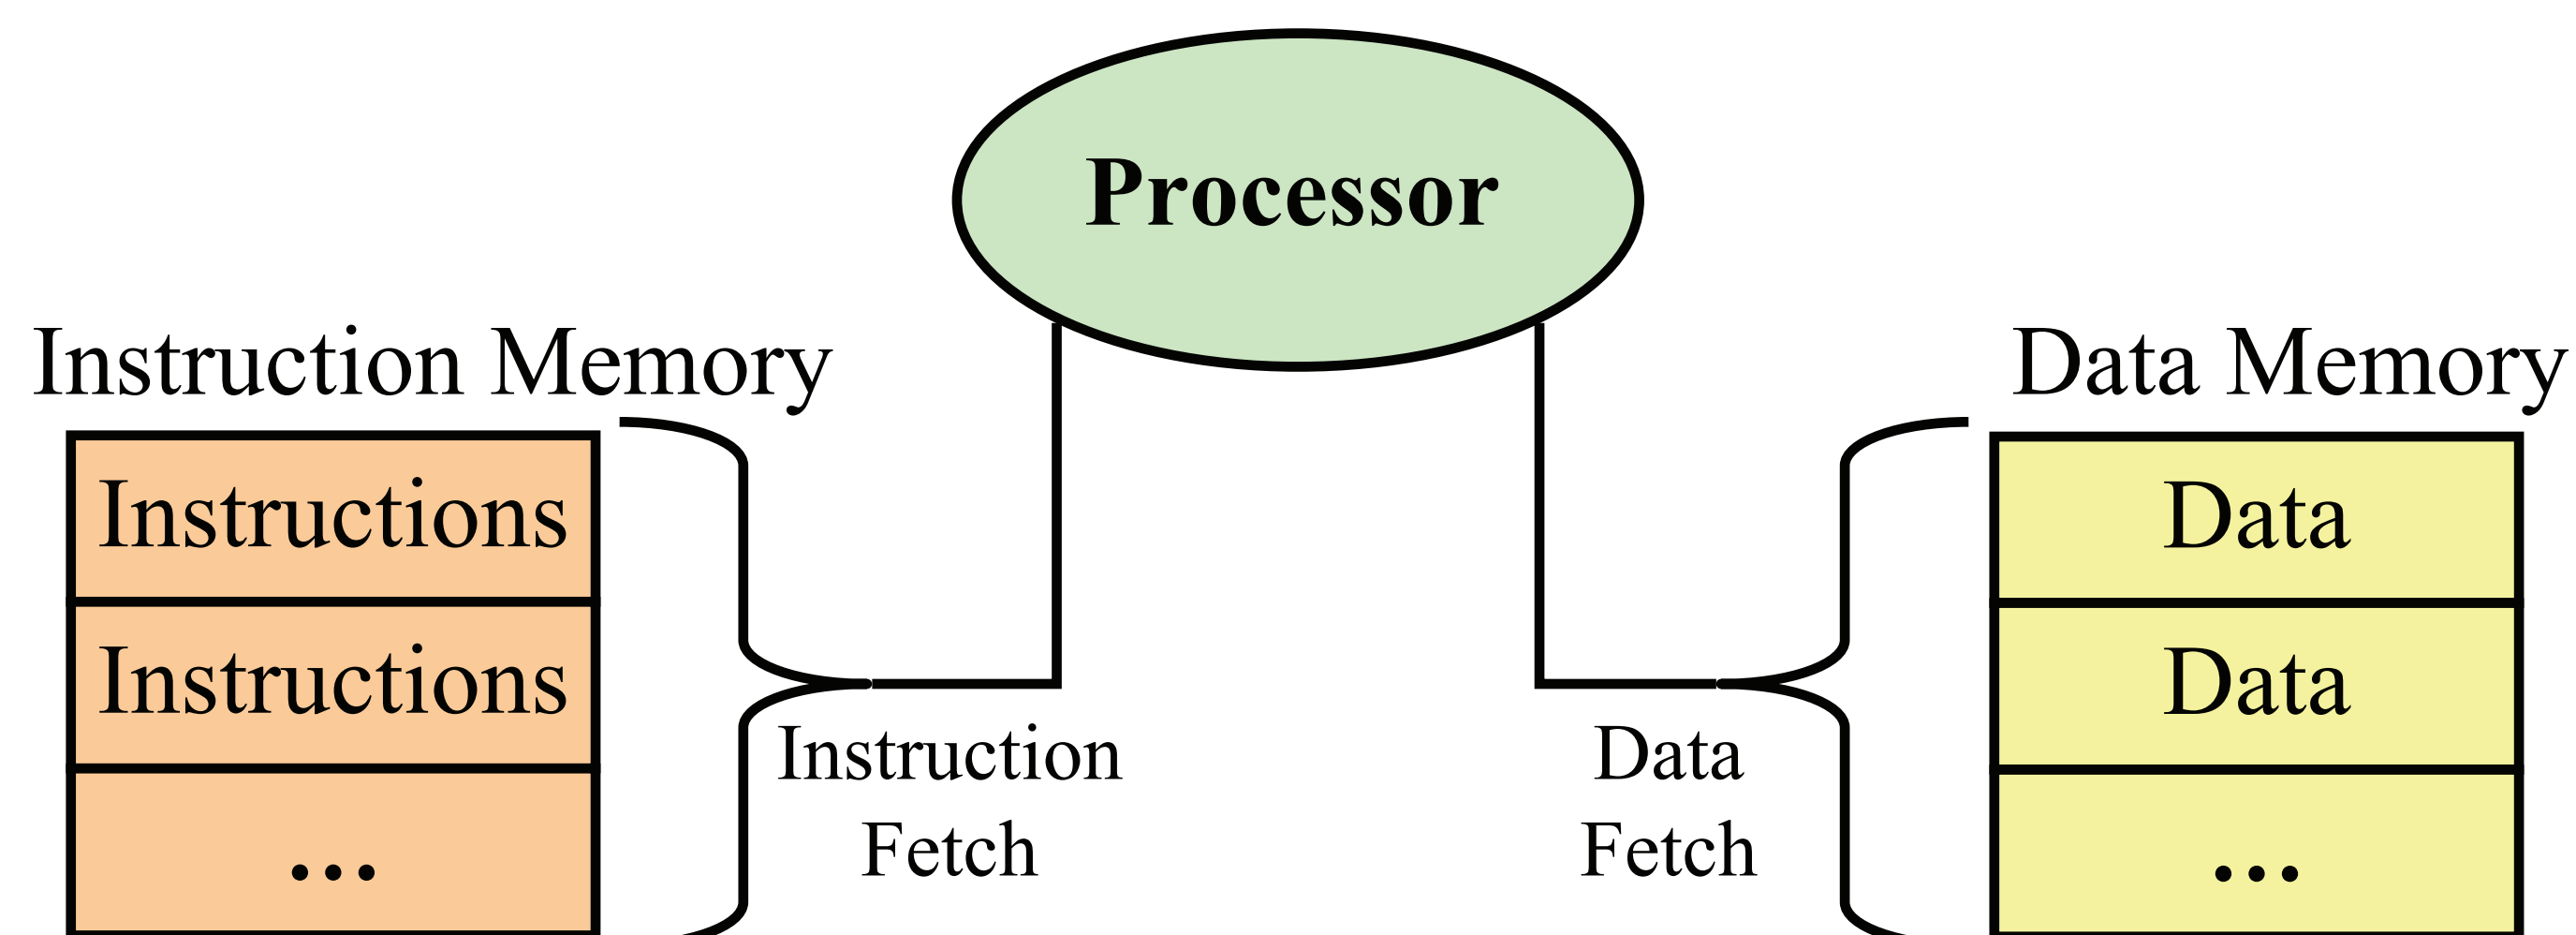 Processor
Instruction Memory
Instructions
Instructions
...
Instruction
Fetch
Data
Fetch
Data Memory
Data
Data
...